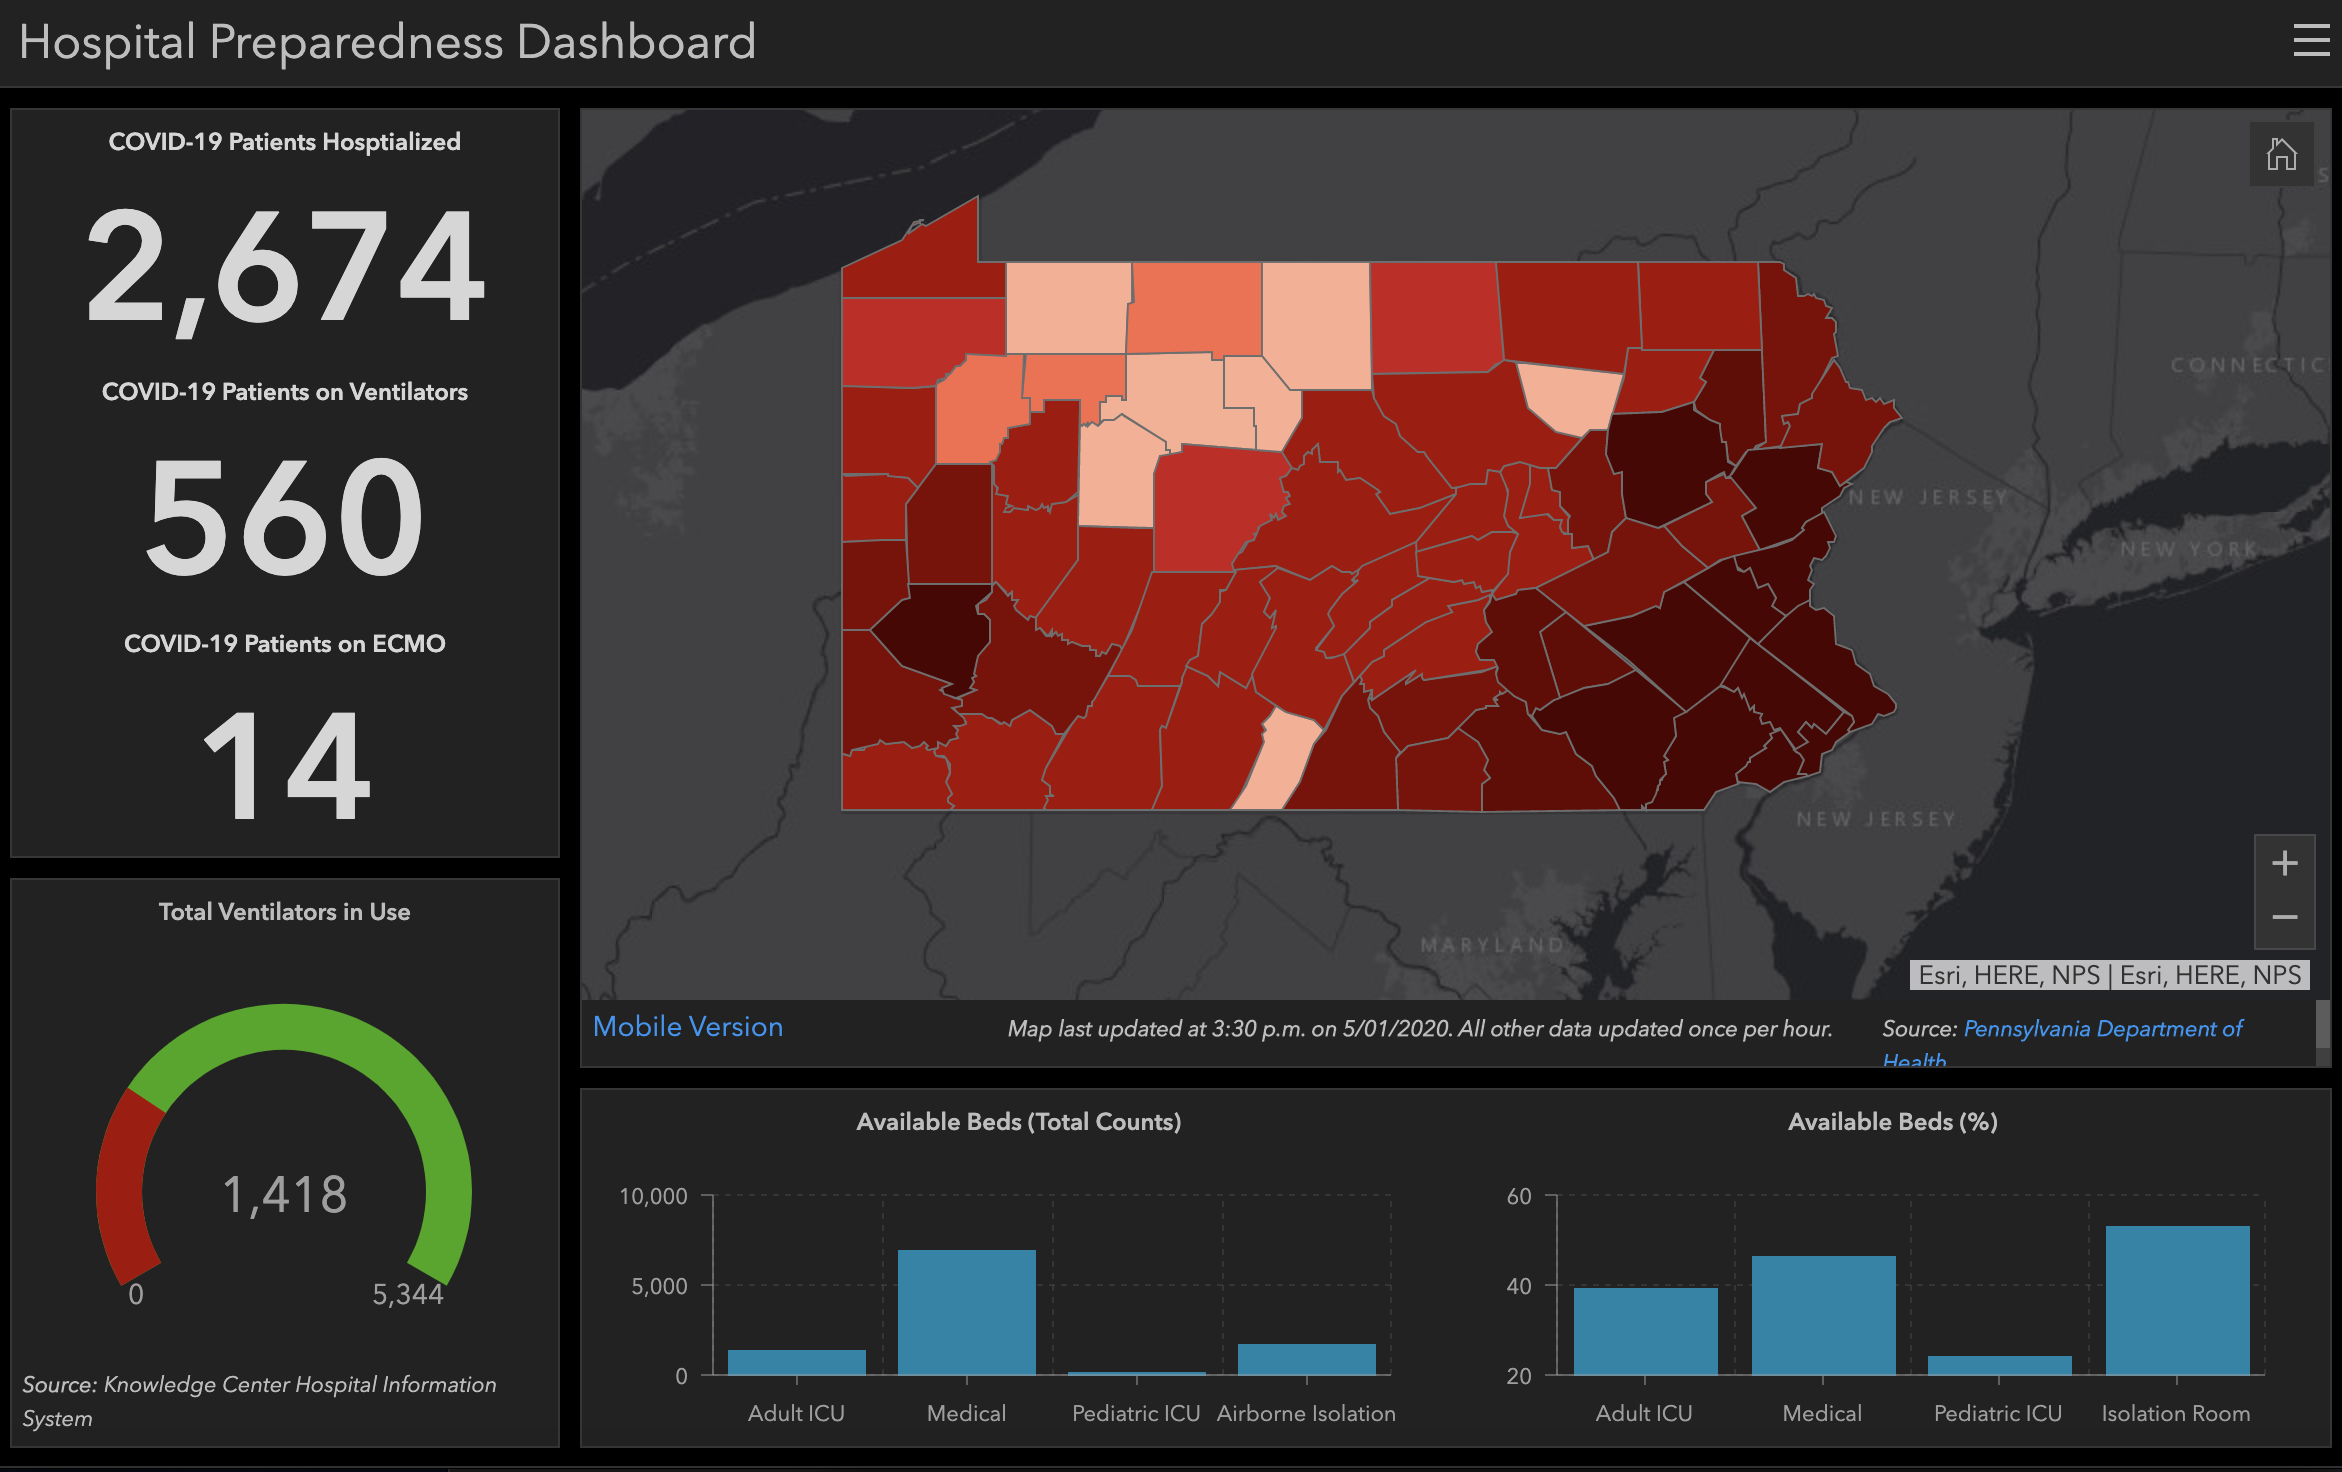 Hospital Preparedness Dashboard
COVID-19 Patients Hosptialized
2,674
COVID-19 Patients on Ventilators
560
COVID-19 Patients on ECMO
14
Total Ventilators in Use
1,418
0
5,344
Source: Knowledge Center Hospital Information
System
S
CONNECTIC
NEW JERSEY
NEW YORK
NEW JERSEY
MARYLAND
+
−
Esri, HERE, NPS | Esri, HERE, NPS
Mobile Version
Map last updated at 3:30 p.m. on 5/01/2020. All other data updated once per hour.
Source: Pennsylvania Department of
Health
Available Beds (Total Counts)
10,000
5,000
0
Adult ICU
Medical
Pediatric ICU
Airborne Isolation
Available Beds (%)
60
40
20
Adult ICU
Medical
Pediatric ICU
Isolation Room